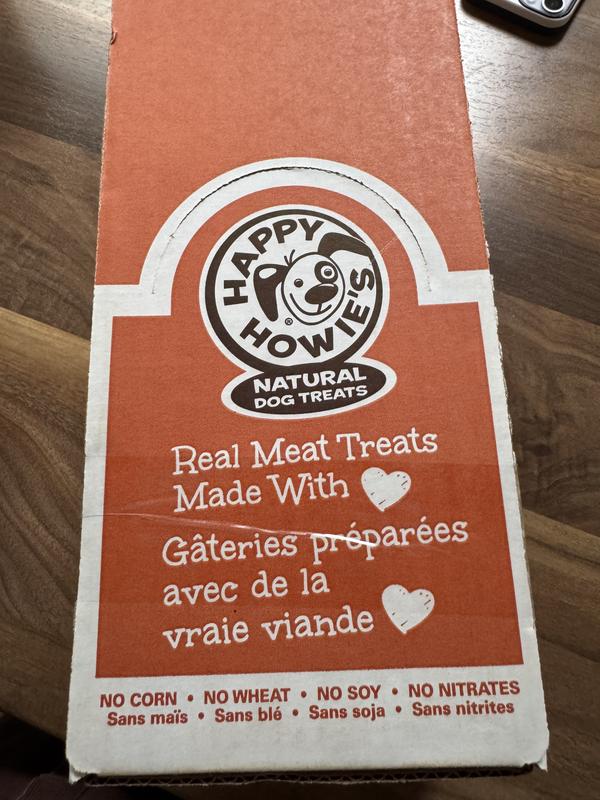 HAPPY
HOWIE'S
®
NATURAL
DOG TREATS
Real Meat Treats
Made With
Gâteries préparées
avec de la
vraie viande
NO CORN • NO WHEAT • NO SOY • NO NITRATES
Sans maïs • Sans blé • Sans soja • Sans nitrites